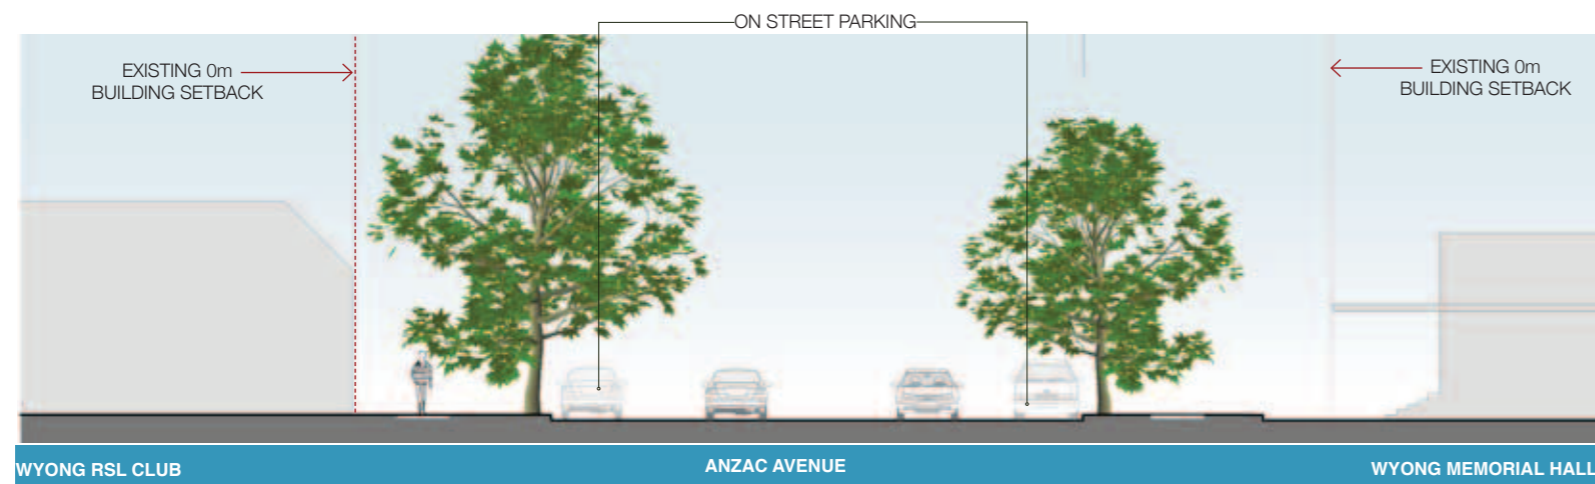 ON STREET PARKING
EXISTING 0m
BUILDING SETBACK
EXISTING 0m
BUILDING SETBACK
WYONG RSL CLUB
ANZAC AVENUE
WYONG MEMORIAL HALL